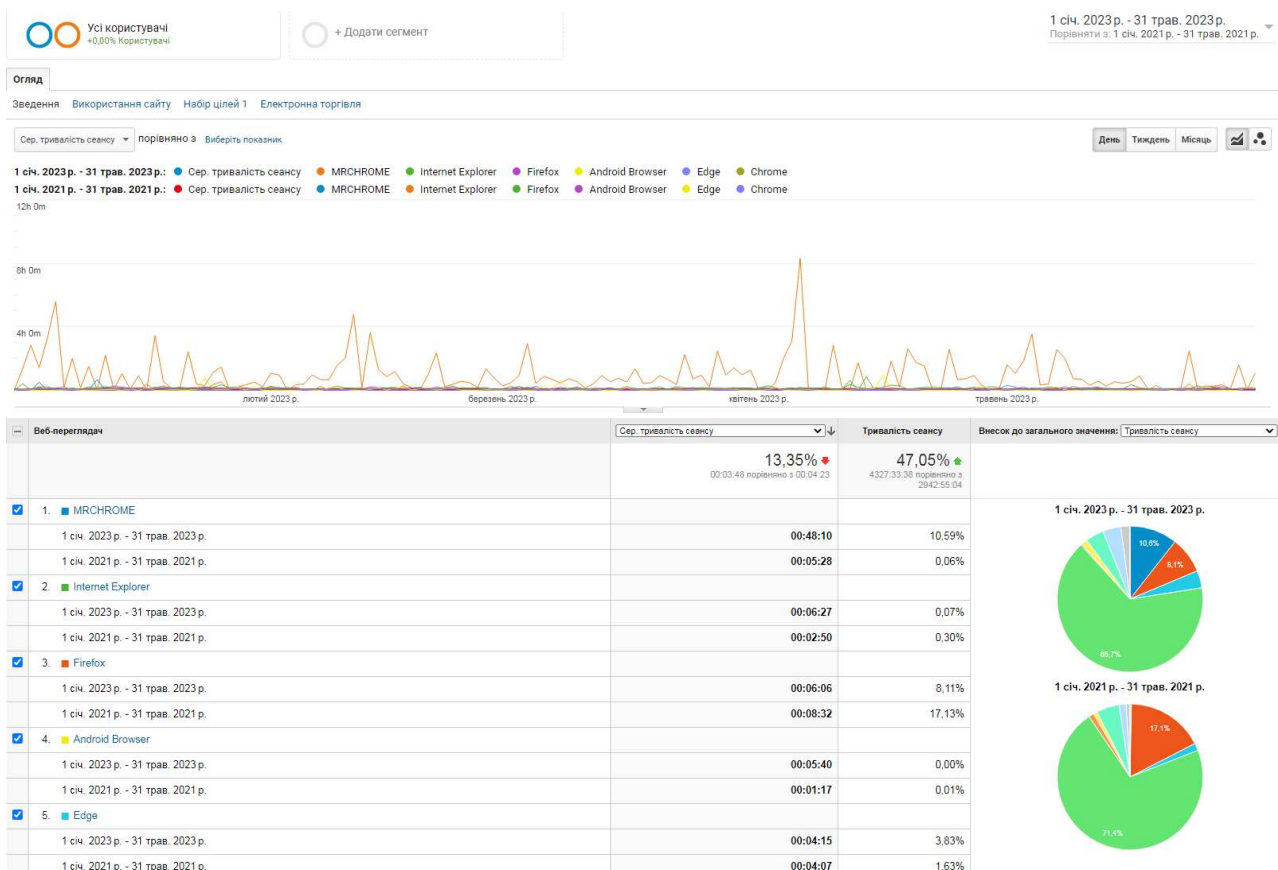 Усі користувачі
+0,00% Користувачі
+ Додати сегмент
1 січ. 2023 р. - 31 трав. 2023 р.
Порівняти з: 1 січ. 2021 р. - 31 трав. 2021 р.
Огляд
Зведення Використання сайту Набір цілей 1 Електронна торгівля
Сер. тривалість сеансу порівняно з Виберіть показник
День Тиждень Місяць
1 січ. 2023 р. - 31 трав. 2023 р.: Сер. тривалість сеансу MRCHROME Internet Explorer Firefox Android Browser Edge Chrome
1 січ. 2021 р. - 31 трав. 2021 р.: Сер. тривалість сеансу MRCHROME Internet Explorer Firefox Android Browser Edge Chrome
12h 0m
8h 0m
4h 0m
лютий 2023 р. березень 2023 р. квітень 2023 р. травень 2023 р.
Веб-переглядач Сер. тривалість сеансу Тривалість сеансу Внесок до загального значення: Тривалість сеансу
13,35% 47,05%
00:03:48 порівняно з 00:04:23 4327:33:38 порівняно з
2942:55:04
1. MRCHROME
1 січ. 2023 р. - 31 трав. 2023 р. 00:48:10 10,59%
1 січ. 2021 р. - 31 трав. 2021 р. 00:05:28 0,06%
2. Internet Explorer
1 січ. 2023 р. - 31 трав. 2023 р. 00:06:27 0,07%
1 січ. 2021 р. - 31 трав. 2021 р. 00:02:50 0,30%
3. Firefox
1 січ. 2023 р. - 31 трав. 2023 р. 00:06:06 8,11%
1 січ. 2021 р. - 31 трав. 2021 р. 00:08:32 17,13%
4. Android Browser
1 січ. 2023 р. - 31 трав. 2023 р. 00:05:40 0,00%
1 січ. 2021 р. - 31 трав. 2021 р. 00:01:17 0,01%
5. Edge
1 січ. 2023 р. - 31 трав. 2023 р. 00:04:15 3,83%
1 січ. 2021 р. - 31 трав. 2021 р. 00:04:07 1,63%
1 січ. 2023 р. - 31 трав. 2023 р.
10,6%
8,1%
1 січ. 2021 р. - 31 трав. 2021 р.
17,1%
71,4%